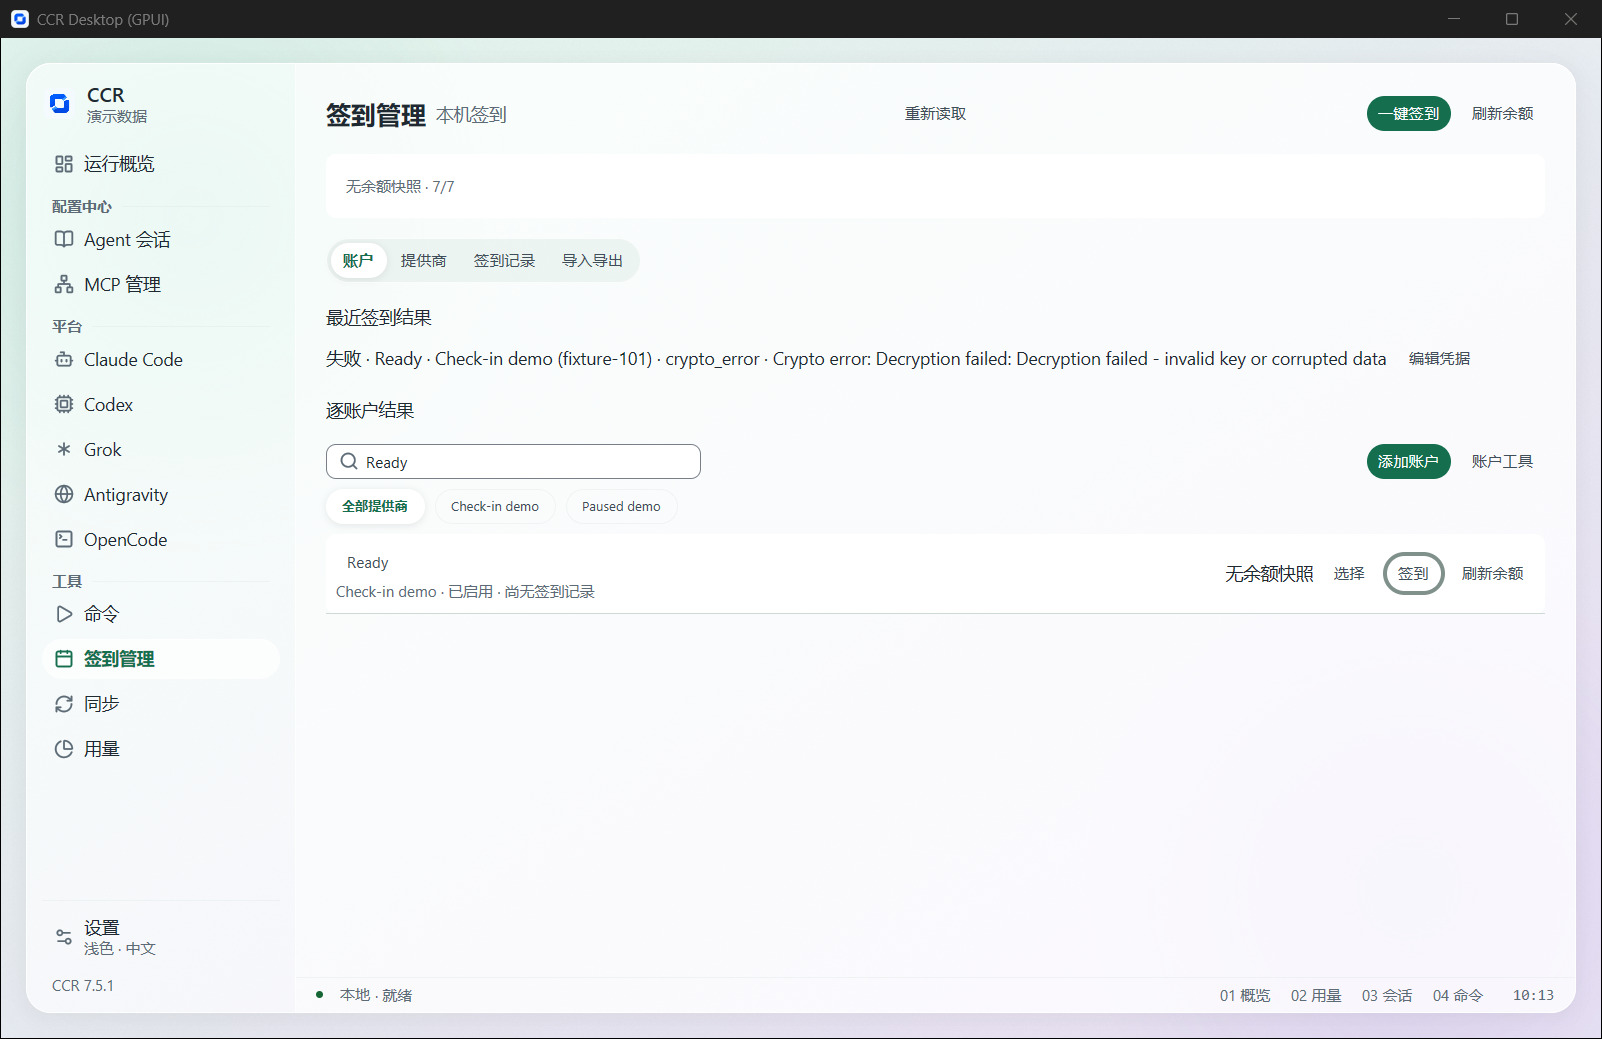 CCR Desktop (GPUI)
CCR
演示数据
运行概览
配置中心
Agent 会话
MCP 管理
平台
Claude Code
Codex
Grok
Antigravity
OpenCode
工具
命令
签到管理
同步
用量
设置
浅色 · 中文
CCR 7.5.1
签到管理 本机签到 重新读取 一键签到 刷新余额
无余额快照 · 7/7
账户 提供商 签到记录 导入导出
最近签到结果
失败 · Ready · Check-in demo (fixture-101) · crypto_error · Crypto error: Decryption failed: Decryption failed - invalid key or corrupted data 编辑凭据
逐账户结果
Ready 添加账户 账户工具
全部提供商 Check-in demo Paused demo
Ready
Check-in demo · 已启用 · 尚无签到记录
无余额快照 选择 签到 刷新余额
本地 · 就绪 01 概览 02 用量 03 会话 04 命令 10:13